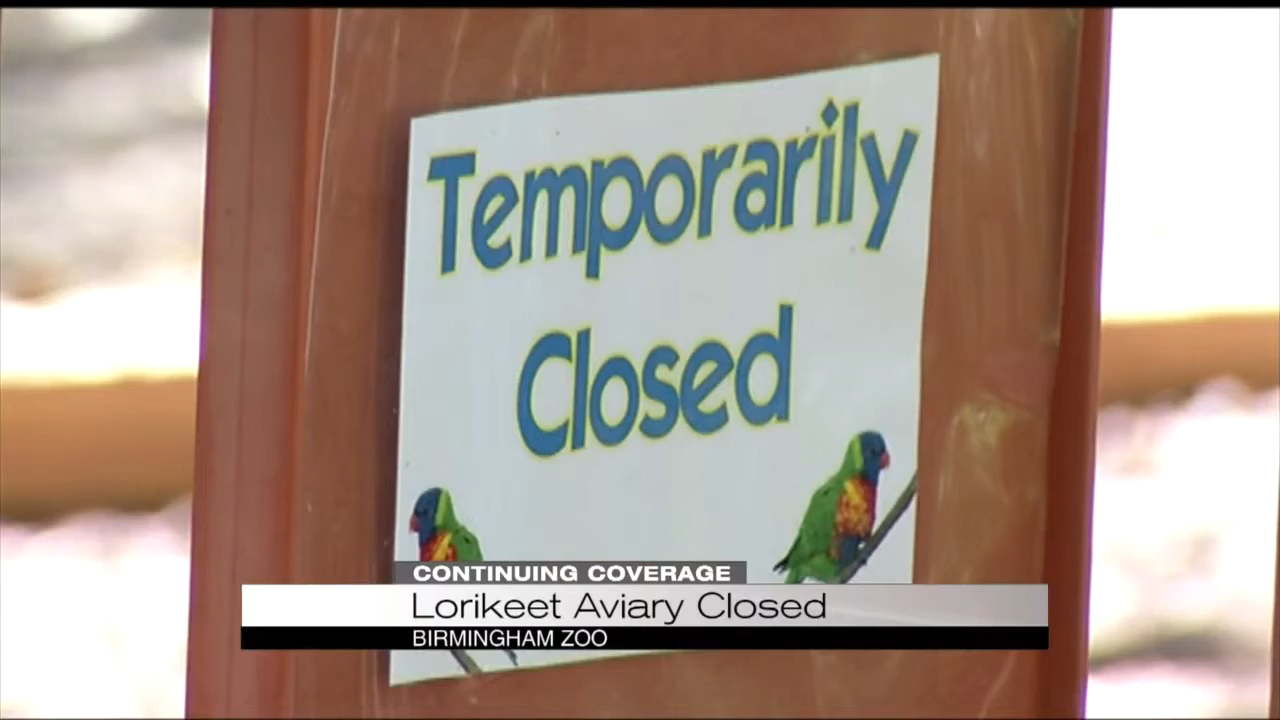 Temporarily
Closed
CONTINUING COVERAGE
Lorikeet Aviary Closed
BIRMINGHAM ZOO